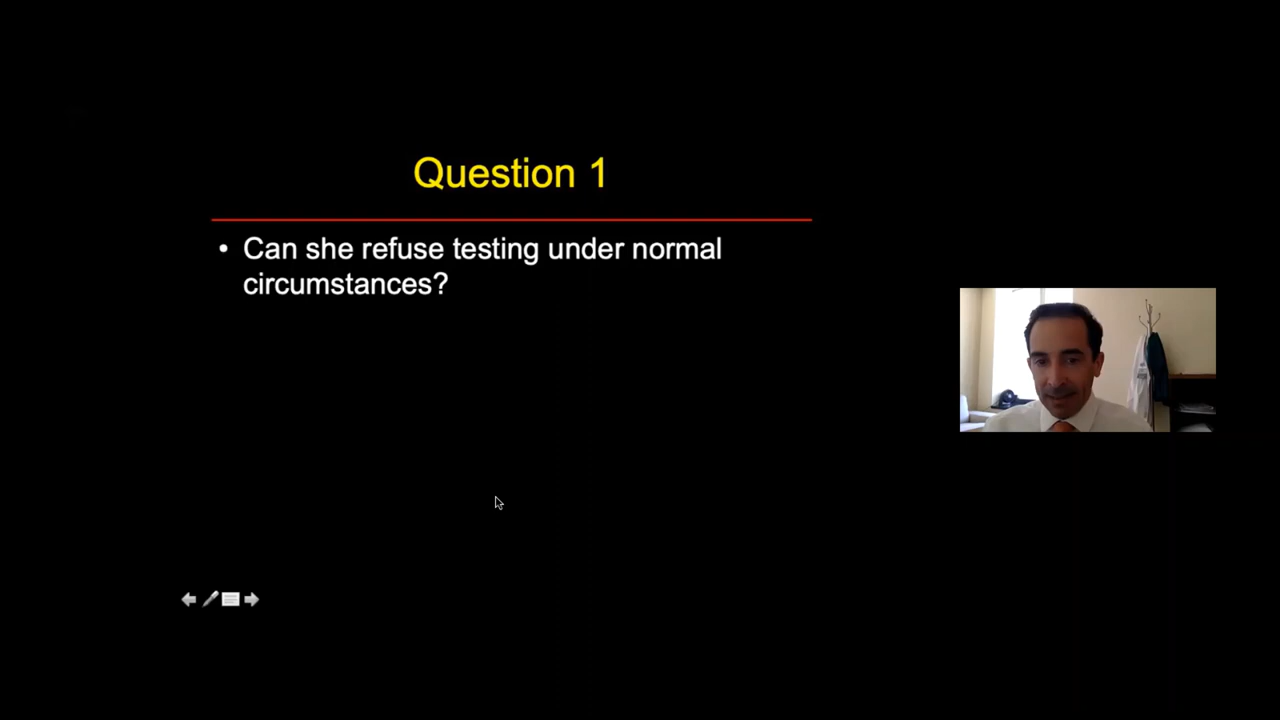 Question 1
• Can she refuse testing under normal
circumstances?